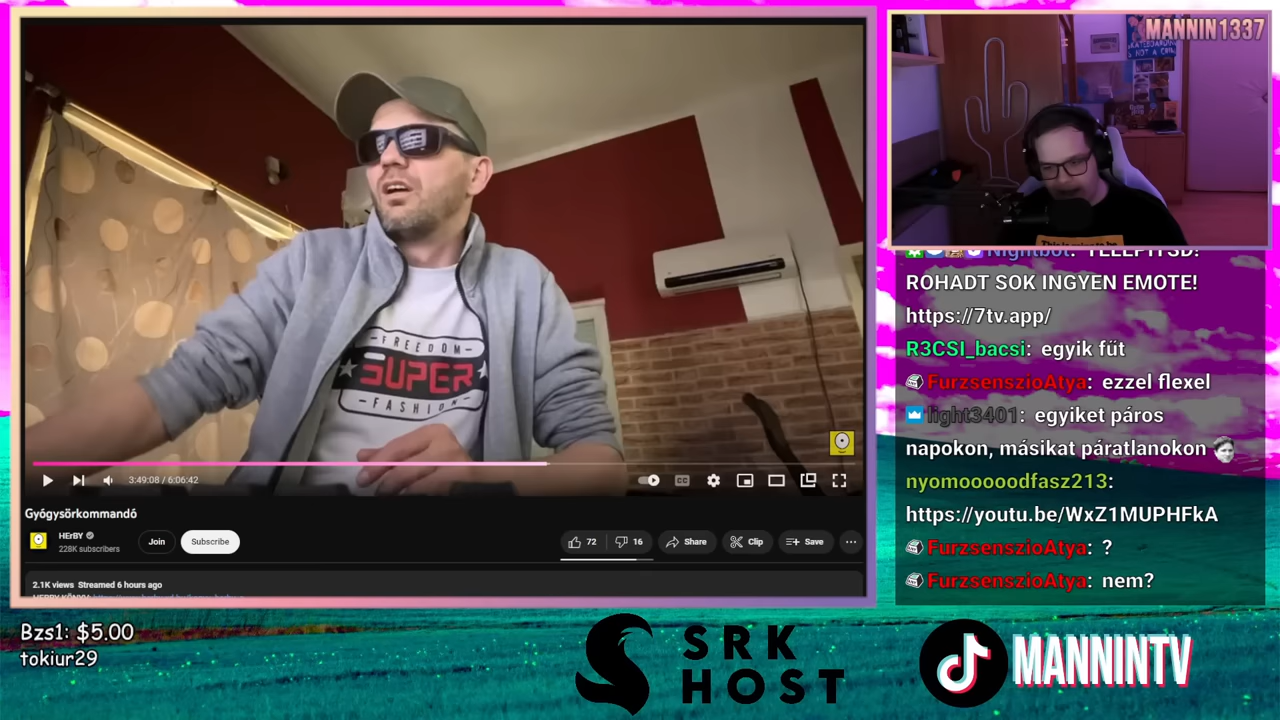 MANNIN1337
FREEDOM
SUPER
FASHION
3:49:08 / 6:06:42
Gyógysörkommandó
HErBY
228K subscribers
Join
Subscribe
72
16
Share
Clip
Save
2.1K views Streamed 6 hours ago
Nightbot: TELEPÍTSD!
ROHADT SOK INGYEN EMOTE!
https://7tv.app/
R3CSI_bacsi: egyik fűt
FurzsenszioAtya: ezzel flexel
light3401: egyiket páros
napokon, másikat páratlanokon
nyomooooodfasz213:
https://youtu.be/WxZ1MUPHFkA
FurzsenszioAtya: ?
FurzsenszioAtya: nem?
Bzs1: $5.00
tokiur29
SRK
HOST
MANNINTV